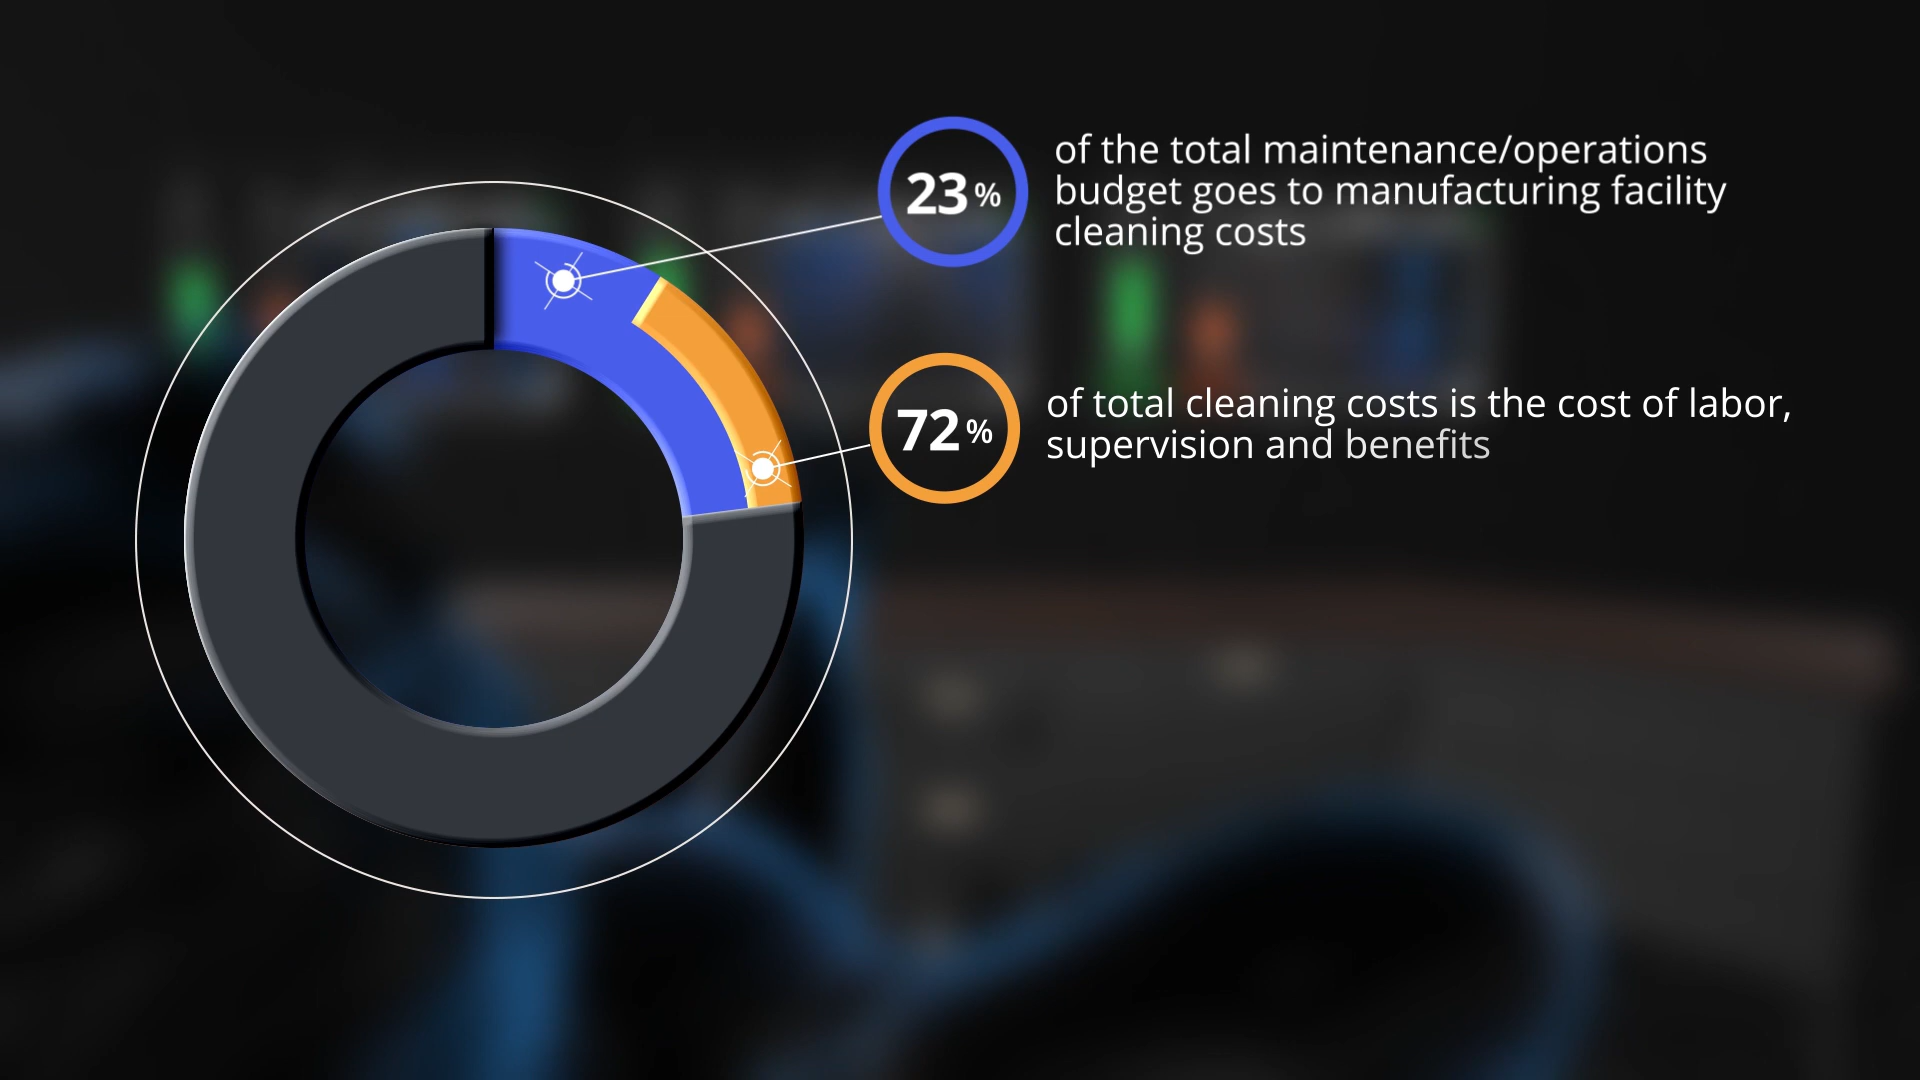 23%
of the total maintenance/operations
budget goes to manufacturing facility
cleaning costs
72%
of total cleaning costs is the cost of labor,
supervision and benefits